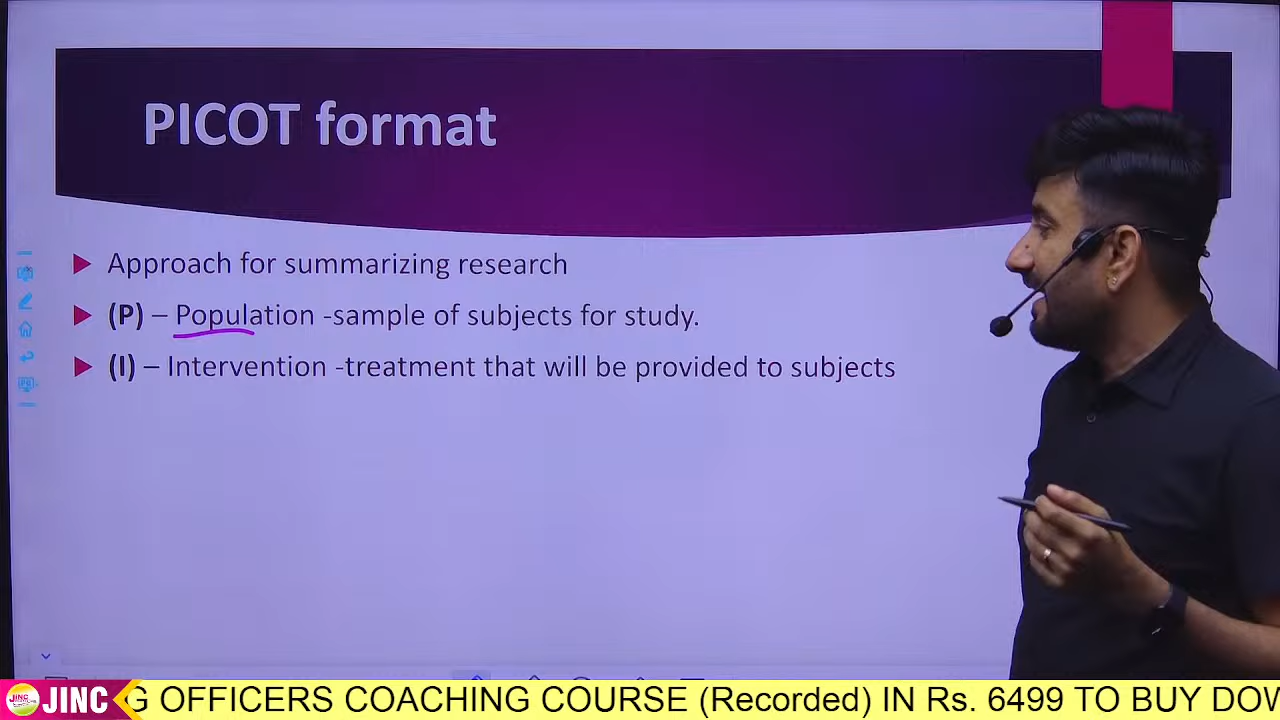 PICOT format
Approach for summarizing research
(P) – Population -sample of subjects for study.
(I) – Intervention -treatment that will be provided to subjects
JINC G OFFICERS COACHING COURSE (Recorded) IN Rs. 6499 TO BUY DOW